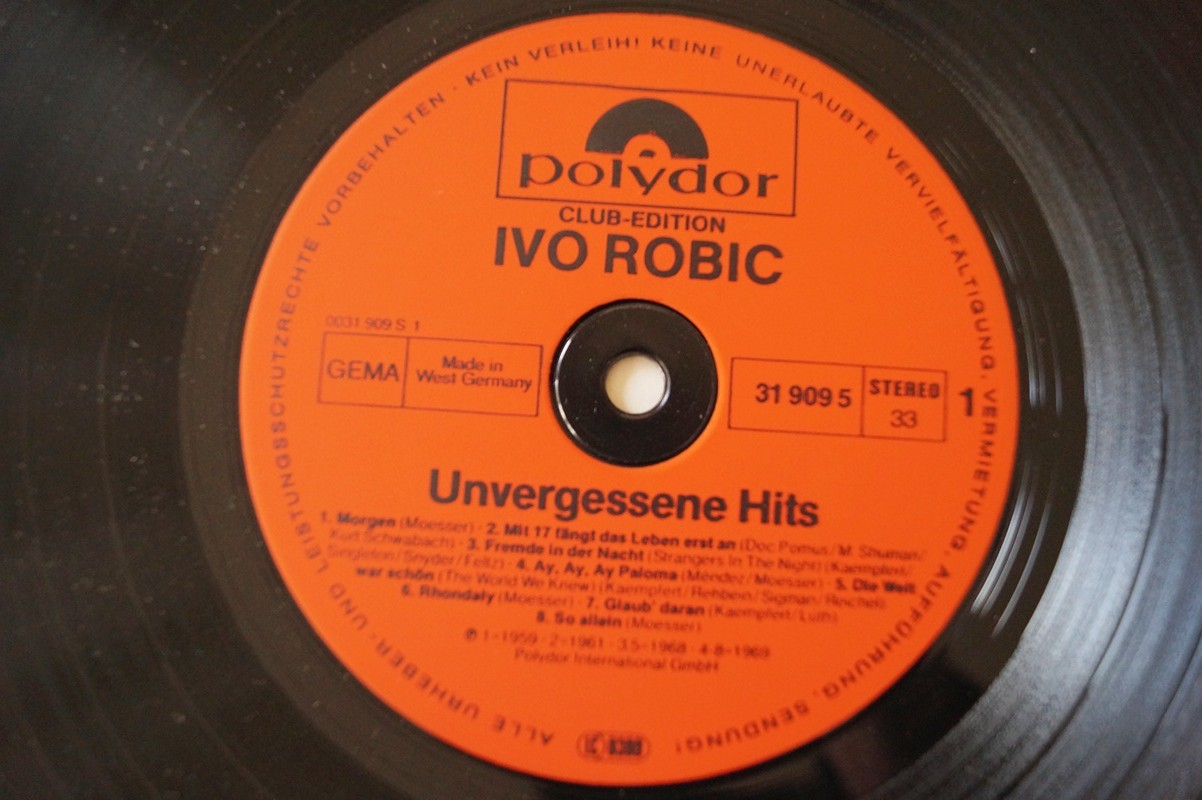 ALLE URHEBER- UND LEISTUNGSSCHUTZRECHTE VORBEHALTEN · KEIN VERLEIH! KEINE UNERLAUBTE VERVIELFÄLTIGUNG, VERMIETUNG, AUFFÜHRUNG, SENDUNG!
polydor
CLUB-EDITION
IVO ROBIC
0031 909 S 1
GEMA
Made in
West Germany
31 909 5
STEREO
33
1
Unvergessene Hits
1. Morgen (Moesser) · 2. Mit 17 fängt das Leben erst an (Doc Pomus/M. Shuman/
Kurt Schwabach) · 3. Fremde in der Nacht (Strangers In The Night) (Kaempfert/
Singleton/Snyder/Feltz) · 4. Ay, Ay, Ay Paloma (Méndez/Moesser) · 5. Die Welt
war schön (The World We Knew) (Kaempfert/Rehbein/Sigman/Reichel)
6. Rhondaly (Moesser) · 7. Glaub' daran (Kaempfert/Lüth)
8. So allein (Moesser)
℗ 1-1959 · 2-1961 · 3.5-1968 · 4-8-1969
Polydor International GmbH